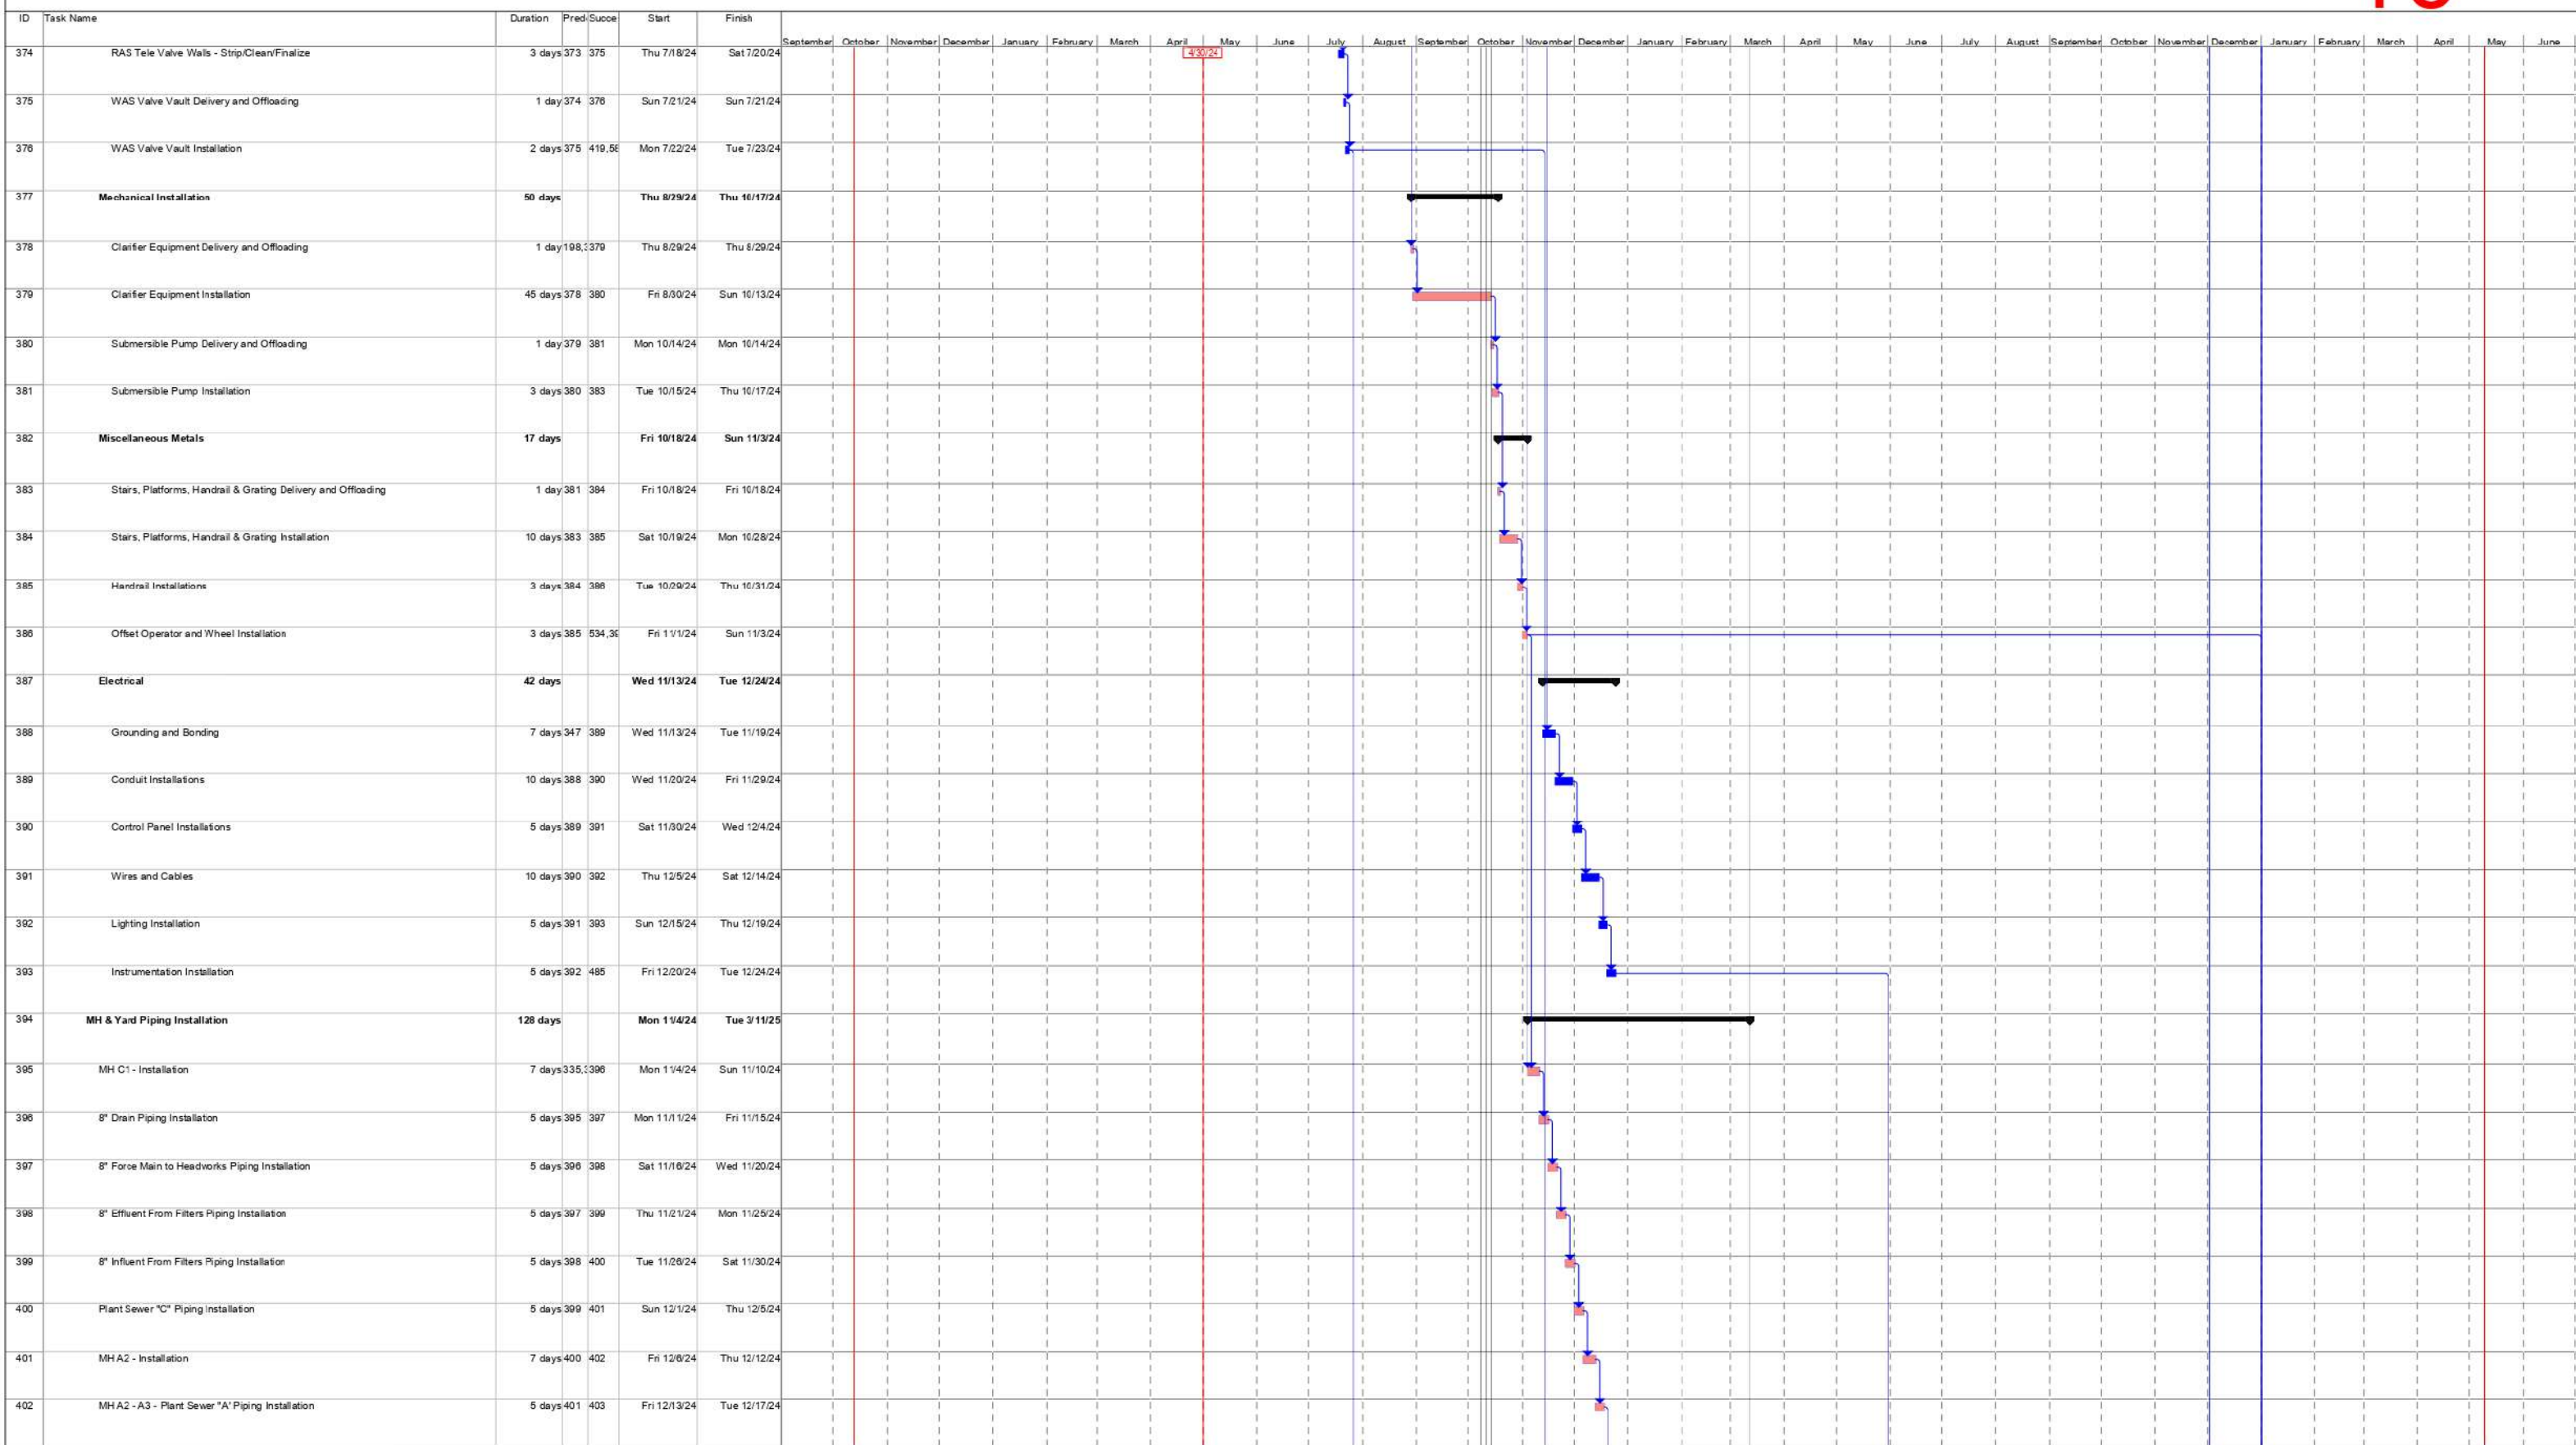 ID Task Name Duration Pred Succe Start Finish
September October November December January February March April May June July August September October November December January February March April May June July August September October November December January February March April May June
4/30/24
374 RAS Tele Valve Walls - Strip/Clean/Finalize 3 days 373 375 Thu 7/18/24 Sat 7/20/24
375 WAS Valve Vault Delivery and Offloading 1 day 374 376 Sun 7/21/24 Sun 7/21/24
376 WAS Valve Vault Installation 2 days 375 419,58 Mon 7/22/24 Tue 7/23/24
377 Mechanical Installation 50 days Thu 8/29/24 Thu 10/17/24
378 Clarifier Equipment Delivery and Offloading 1 day 198,3 379 Thu 8/29/24 Thu 8/29/24
379 Clarifier Equipment Installation 45 days 378 380 Fri 8/30/24 Sun 10/13/24
380 Submersible Pump Delivery and Offloading 1 day 379 381 Mon 10/14/24 Mon 10/14/24
381 Submersible Pump Installation 3 days 380 383 Tue 10/15/24 Thu 10/17/24
382 Miscellaneous Metals 17 days Fri 10/18/24 Sun 11/3/24
383 Stairs, Platforms, Handrail & Grating Delivery and Offloading 1 day 381 384 Fri 10/18/24 Fri 10/18/24
384 Stairs, Platforms, Handrail & Grating Installation 10 days 383 385 Sat 10/19/24 Mon 10/28/24
385 Handrail Installations 3 days 384 386 Tue 10/29/24 Thu 10/31/24
386 Offset Operator and Wheel Installation 3 days 385 534,39 Fri 11/1/24 Sun 11/3/24
387 Electrical 42 days Wed 11/13/24 Tue 12/24/24
388 Grounding and Bonding 7 days 347 389 Wed 11/13/24 Tue 11/19/24
389 Conduit Installations 10 days 388 390 Wed 11/20/24 Fri 11/29/24
390 Control Panel Installations 5 days 389 391 Sat 11/30/24 Wed 12/4/24
391 Wires and Cables 10 days 390 392 Thu 12/5/24 Sat 12/14/24
392 Lighting Installation 5 days 391 393 Sun 12/15/24 Thu 12/19/24
393 Instrumentation Installation 5 days 392 485 Fri 12/20/24 Tue 12/24/24
394 MH & Yard Piping Installation 128 days Mon 11/4/24 Tue 3/11/25
395 MH C1 - Installation 7 days 335,3 396 Mon 11/4/24 Sun 11/10/24
396 8" Drain Piping Installation 5 days 395 397 Mon 11/11/24 Fri 11/15/24
397 8" Force Main to Headworks Piping Installation 5 days 396 398 Sat 11/16/24 Wed 11/20/24
398 8" Effluent From Filters Piping Installation 5 days 397 399 Thu 11/21/24 Mon 11/25/24
399 8" Influent From Filters Piping Installation 5 days 398 400 Tue 11/26/24 Sat 11/30/24
400 Plant Sewer "C" Piping Installation 5 days 399 401 Sun 12/1/24 Thu 12/5/24
401 MH A2 - Installation 7 days 400 402 Fri 12/6/24 Thu 12/12/24
402 MH A2 - A3 - Plant Sewer "A" Piping Installation 5 days 401 403 Fri 12/13/24 Tue 12/17/24